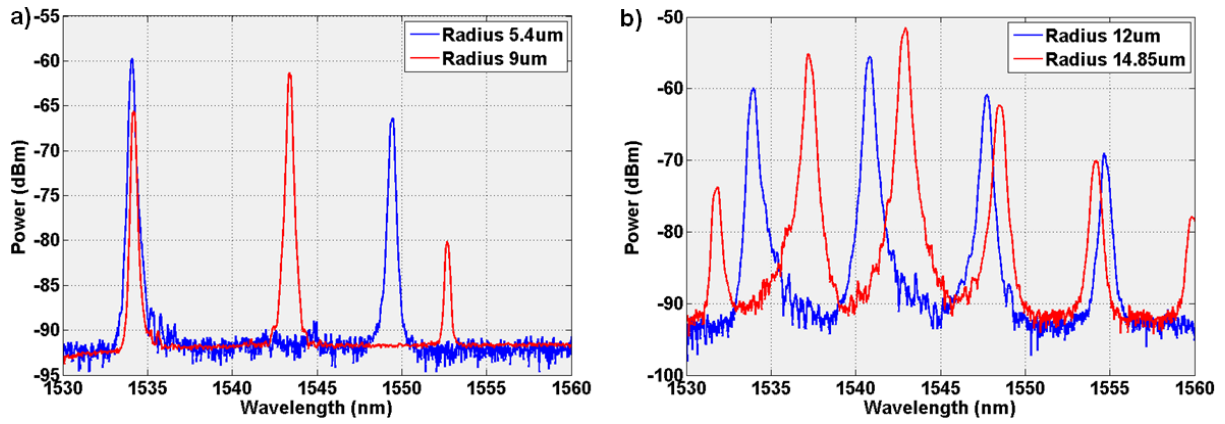 a)
Radius 5.4um
Radius 9um
-55
-60
-65
-70
-75
-80
-85
-90
-95
Power (dBm)
1530 1535 1540 1545 1550 1555 1560
Wavelength (nm)
b)
Radius 12um
Radius 14.85um
-50
-60
-70
-80
-90
-100
Power (dBm)
1530 1535 1540 1545 1550 1555 1560
Wavelength (nm)